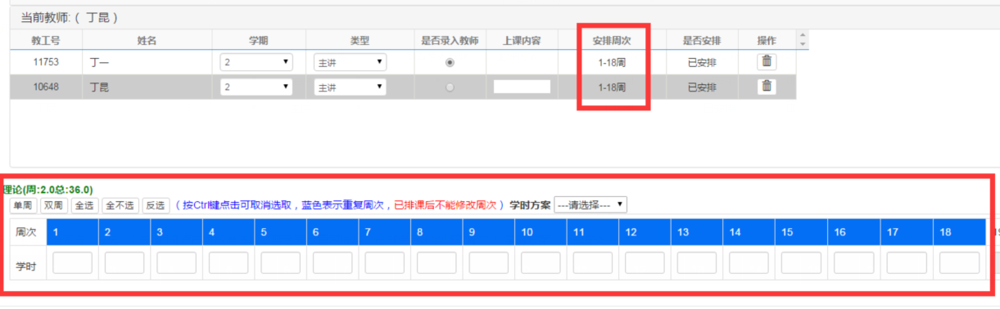 当前教师:（ 丁昆 ）
教工号 姓名 学期 类型 是否录入教师 上课内容 安排周次 是否安排 操作
11753 丁一 2 主讲 1-18周 已安排
10648 丁昆 2 主讲 1-18周 已安排
理论(周:2.0总:36.0)
单周 双周 全选 全不选 反选 （ 按Ctrl键点击可取消选取，蓝色表示重复周次，已排课后不能修改周次 ）学时方案 ---请选择---
周次 1 2 3 4 5 6 7 8 9 10 11 12 13 14 15 16 17 18
学时